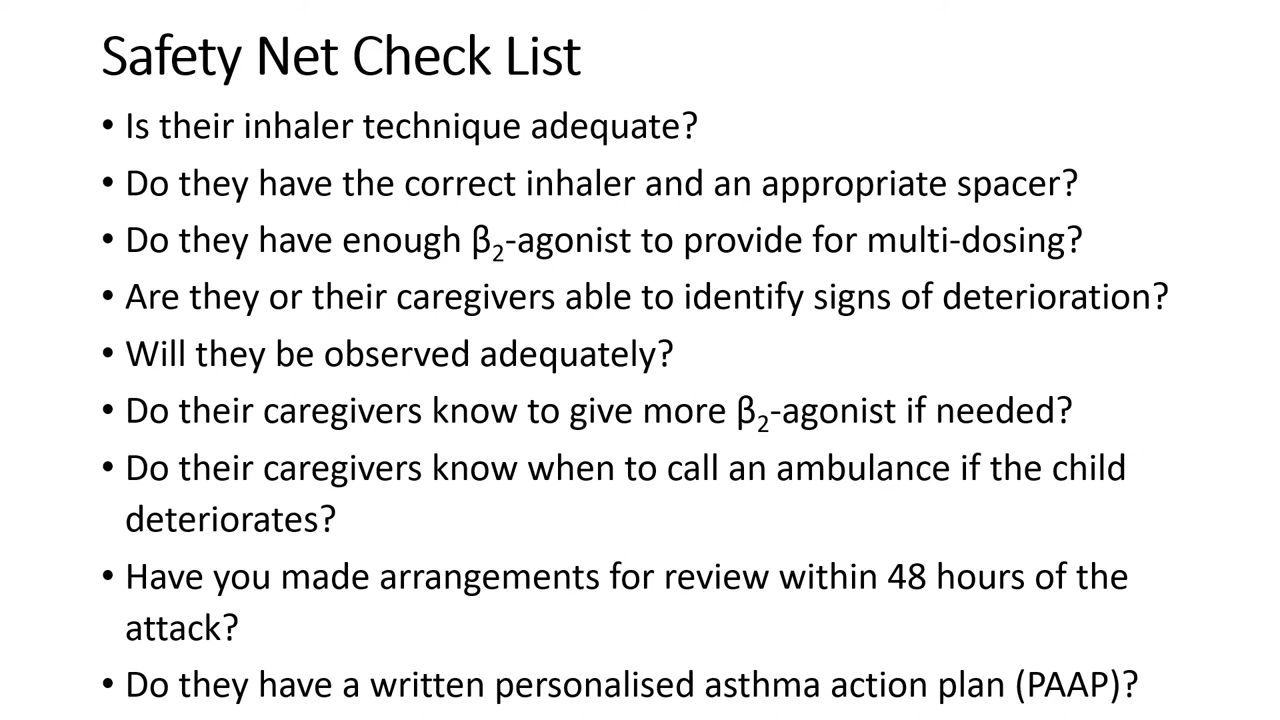 Safety Net Check List
• Is their inhaler technique adequate?
• Do they have the correct inhaler and an appropriate spacer?
• Do they have enough β₂-agonist to provide for multi-dosing?
• Are they or their caregivers able to identify signs of deterioration?
• Will they be observed adequately?
• Do their caregivers know to give more β₂-agonist if needed?
• Do their caregivers know when to call an ambulance if the child
deteriorates?
• Have you made arrangements for review within 48 hours of the
attack?
• Do they have a written personalised asthma action plan (PAAP)?